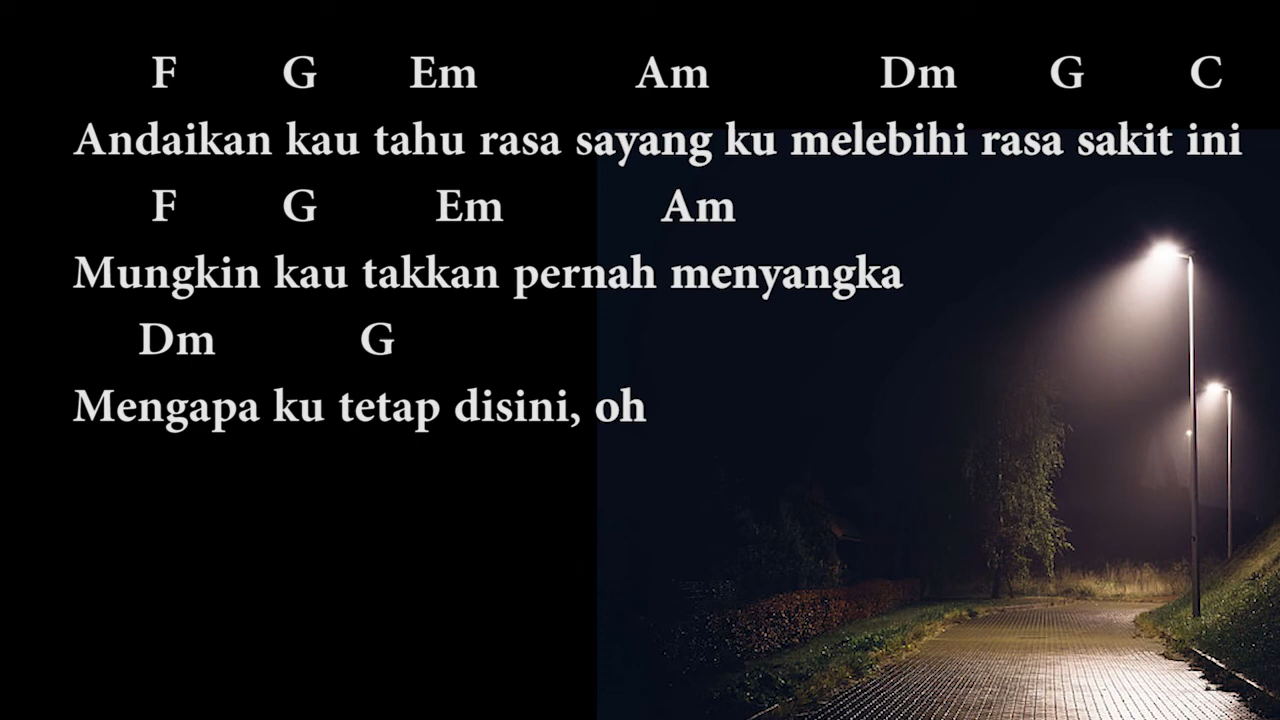 F G Em Am Dm G C
Andaikan kau tahu rasa sayang ku melebihi rasa sakit ini
F G Em Am
Mungkin kau takkan pernah menyangka
Dm G
Mengapa ku tetap disini, oh